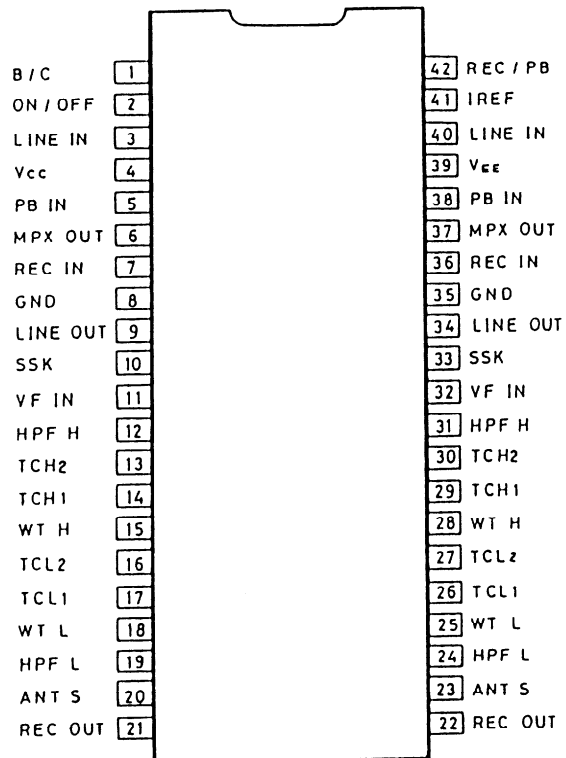 B/C 1 42 REC/PB
ON/OFF 2 41 IREF
LINE IN 3 40 LINE IN
Vcc 4 39 VEE
PB IN 5 38 PB IN
MPX OUT 6 37 MPX OUT
REC IN 7 36 REC IN
GND 8 35 GND
LINE OUT 9 34 LINE OUT
SSK 10 33 SSK
VF IN 11 32 VF IN
HPF H 12 31 HPF H
TCH2 13 30 TCH2
TCH1 14 29 TCH1
WT H 15 28 WT H
TCL2 16 27 TCL2
TCL1 17 26 TCL1
WT L 18 25 WT L
HPF L 19 24 HPF L
ANT S 20 23 ANT S
REC OUT 21 22 REC OUT